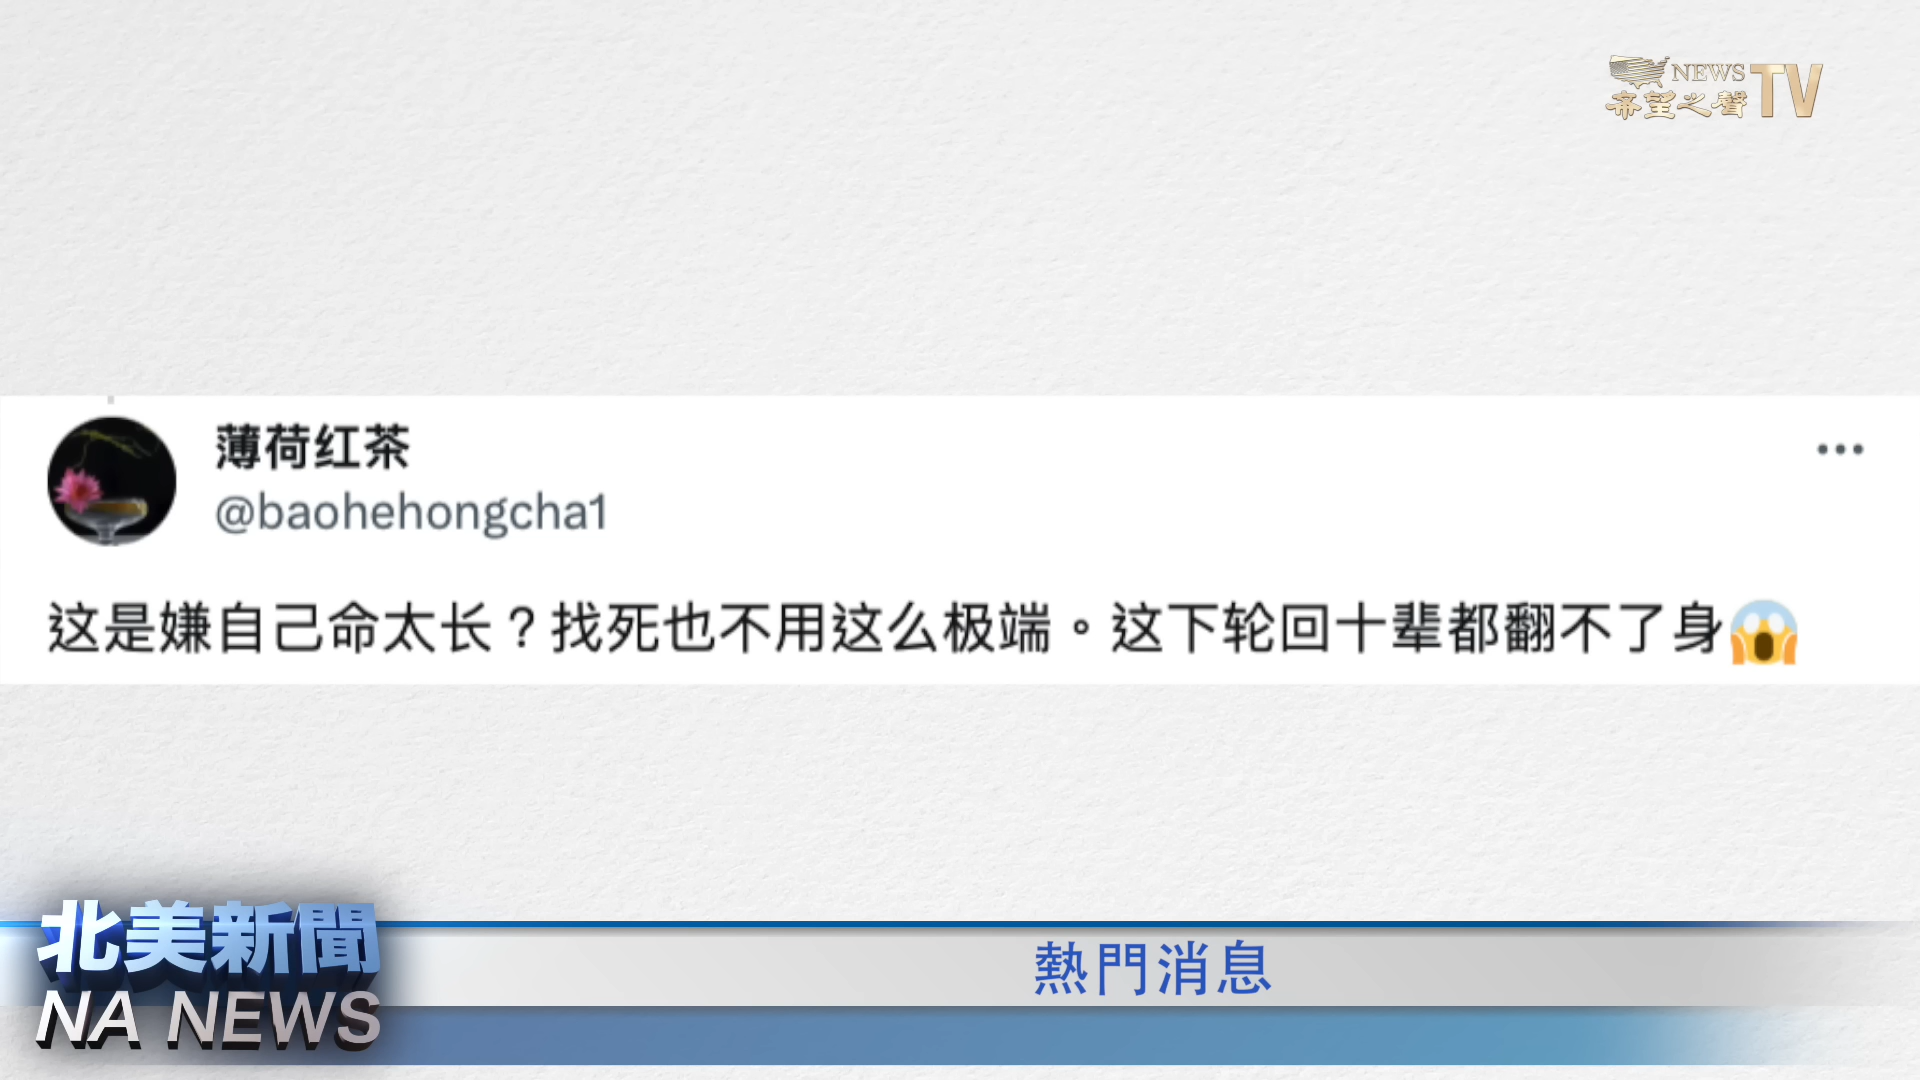 NEWS
希望之聲TV
薄荷红茶
@baohehongcha1
这是嫌自己命太长？找死也不用这么极端。这下轮回十辈都翻不了身😱
北美新聞
NA NEWS
熱門消息